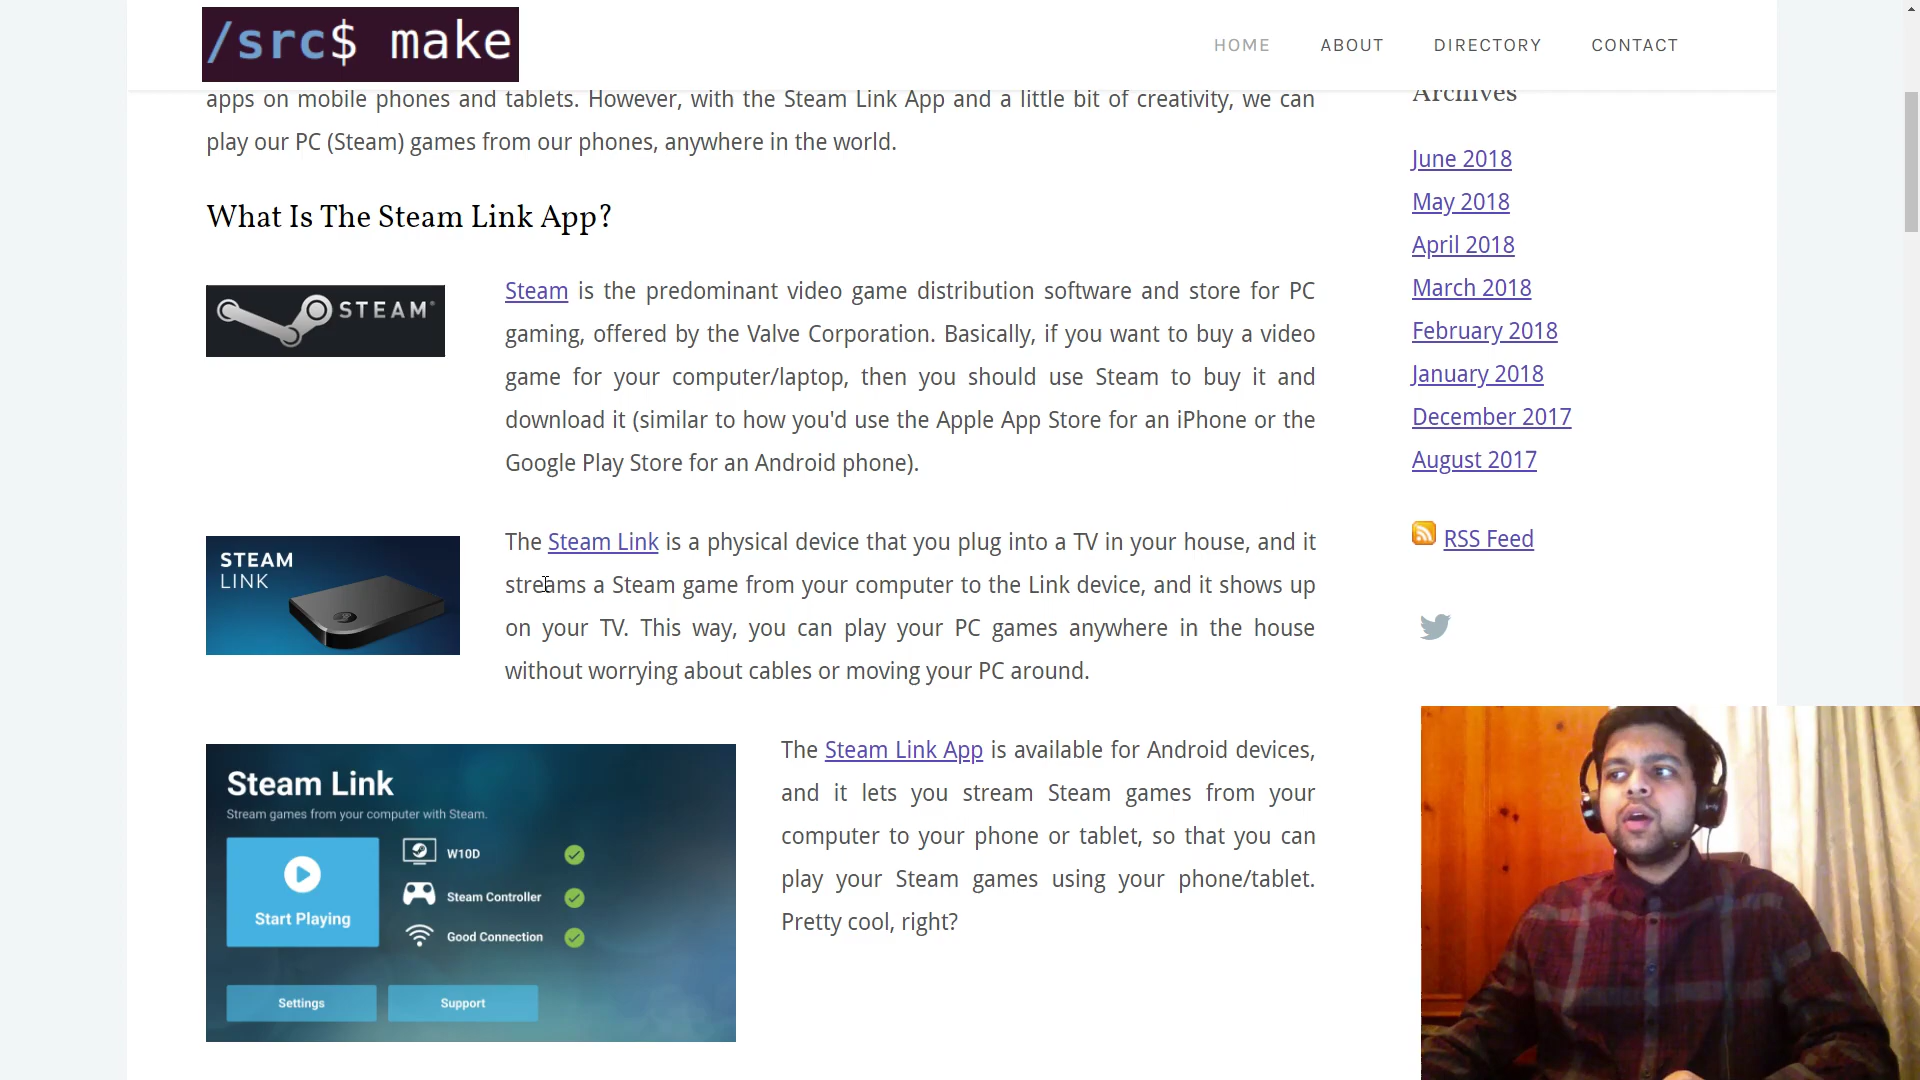 /src$ make
HOME ABOUT DIRECTORY CONTACT
apps on mobile phones and tablets. However, with the Steam Link App and a little bit of creativity, we can
play our PC (Steam) games from our phones, anywhere in the world.
What Is The Steam Link App?
STEAM®
Steam is the predominant video game distribution software and store for PC
gaming, offered by the Valve Corporation. Basically, if you want to buy a video
game for your computer/laptop, then you should use Steam to buy it and
download it (similar to how you'd use the Apple App Store for an iPhone or the
Google Play Store for an Android phone).
STEAM
LINK
The Steam Link is a physical device that you plug into a TV in your house, and it
streams a Steam game from your computer to the Link device, and it shows up
on your TV. This way, you can play your PC games anywhere in the house
without worrying about cables or moving your PC around.
Steam Link
Stream games from your computer with Steam.
Start Playing
W10D
Steam Controller
Good Connection
Settings
Support
The Steam Link App is available for Android devices,
and it lets you stream Steam games from your
computer to your phone or tablet, so that you can
play your Steam games using your phone/tablet.
Pretty cool, right?
Archives
June 2018
May 2018
April 2018
March 2018
February 2018
January 2018
December 2017
August 2017
RSS Feed